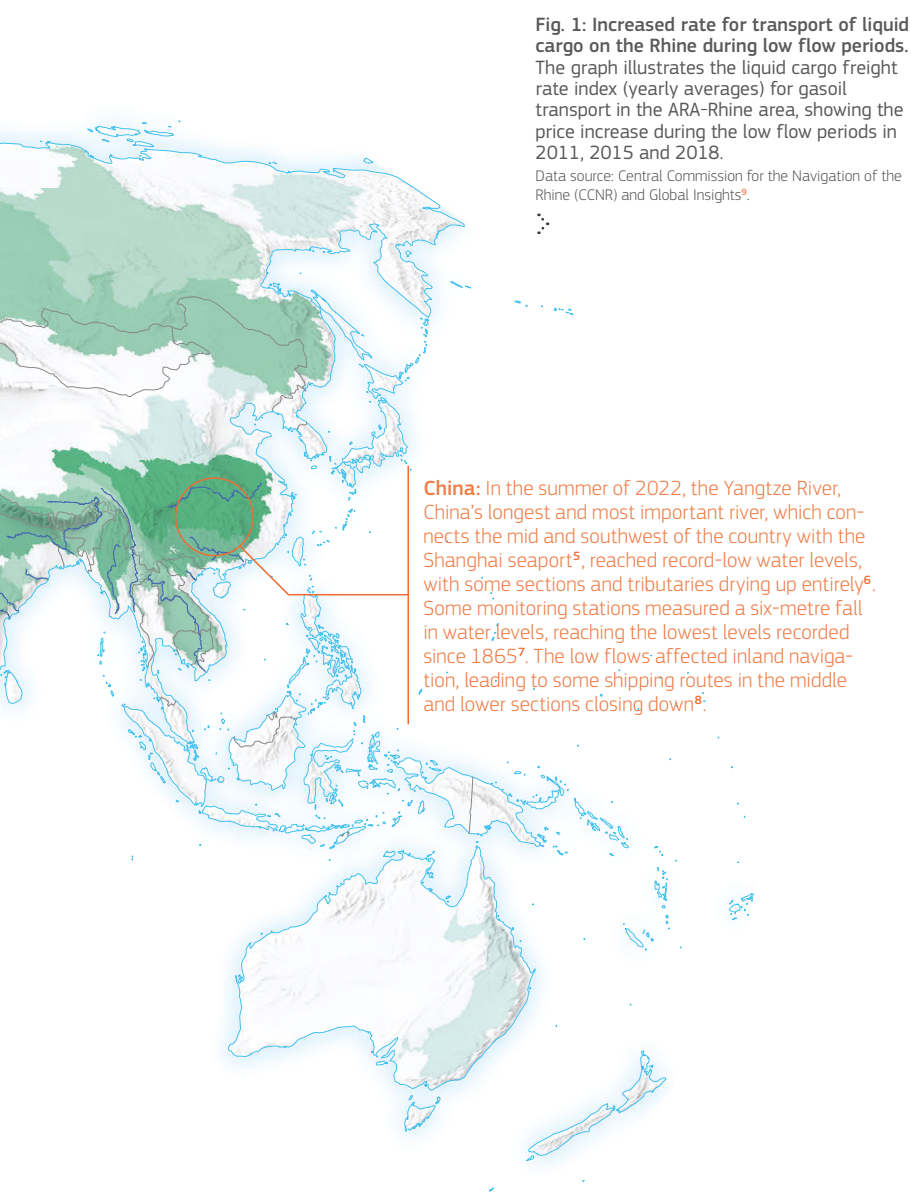 Fig. 1: Increased rate for transport of liquid
cargo on the Rhine during low flow periods.
The graph illustrates the liquid cargo freight
rate index (yearly averages) for gasoil
transport in the ARA-Rhine area, showing the
price increase during the low flow periods in
2011, 2015 and 2018.
Data source: Central Commission for the Navigation of the
Rhine (CCNR) and Global Insights⁹.
China: In the summer of 2022, the Yangtze River,
China's longest and most important river, which con-
nects the mid and southwest of the country with the
Shanghai seaport⁵, reached record-low water levels,
with some sections and tributaries drying up entirely⁶.
Some monitoring stations measured a six-metre fall
in water levels, reaching the lowest levels recorded
since 1865⁷. The low flows affected inland naviga-
tion, leading to some shipping routes in the middle
and lower sections closing down⁸.